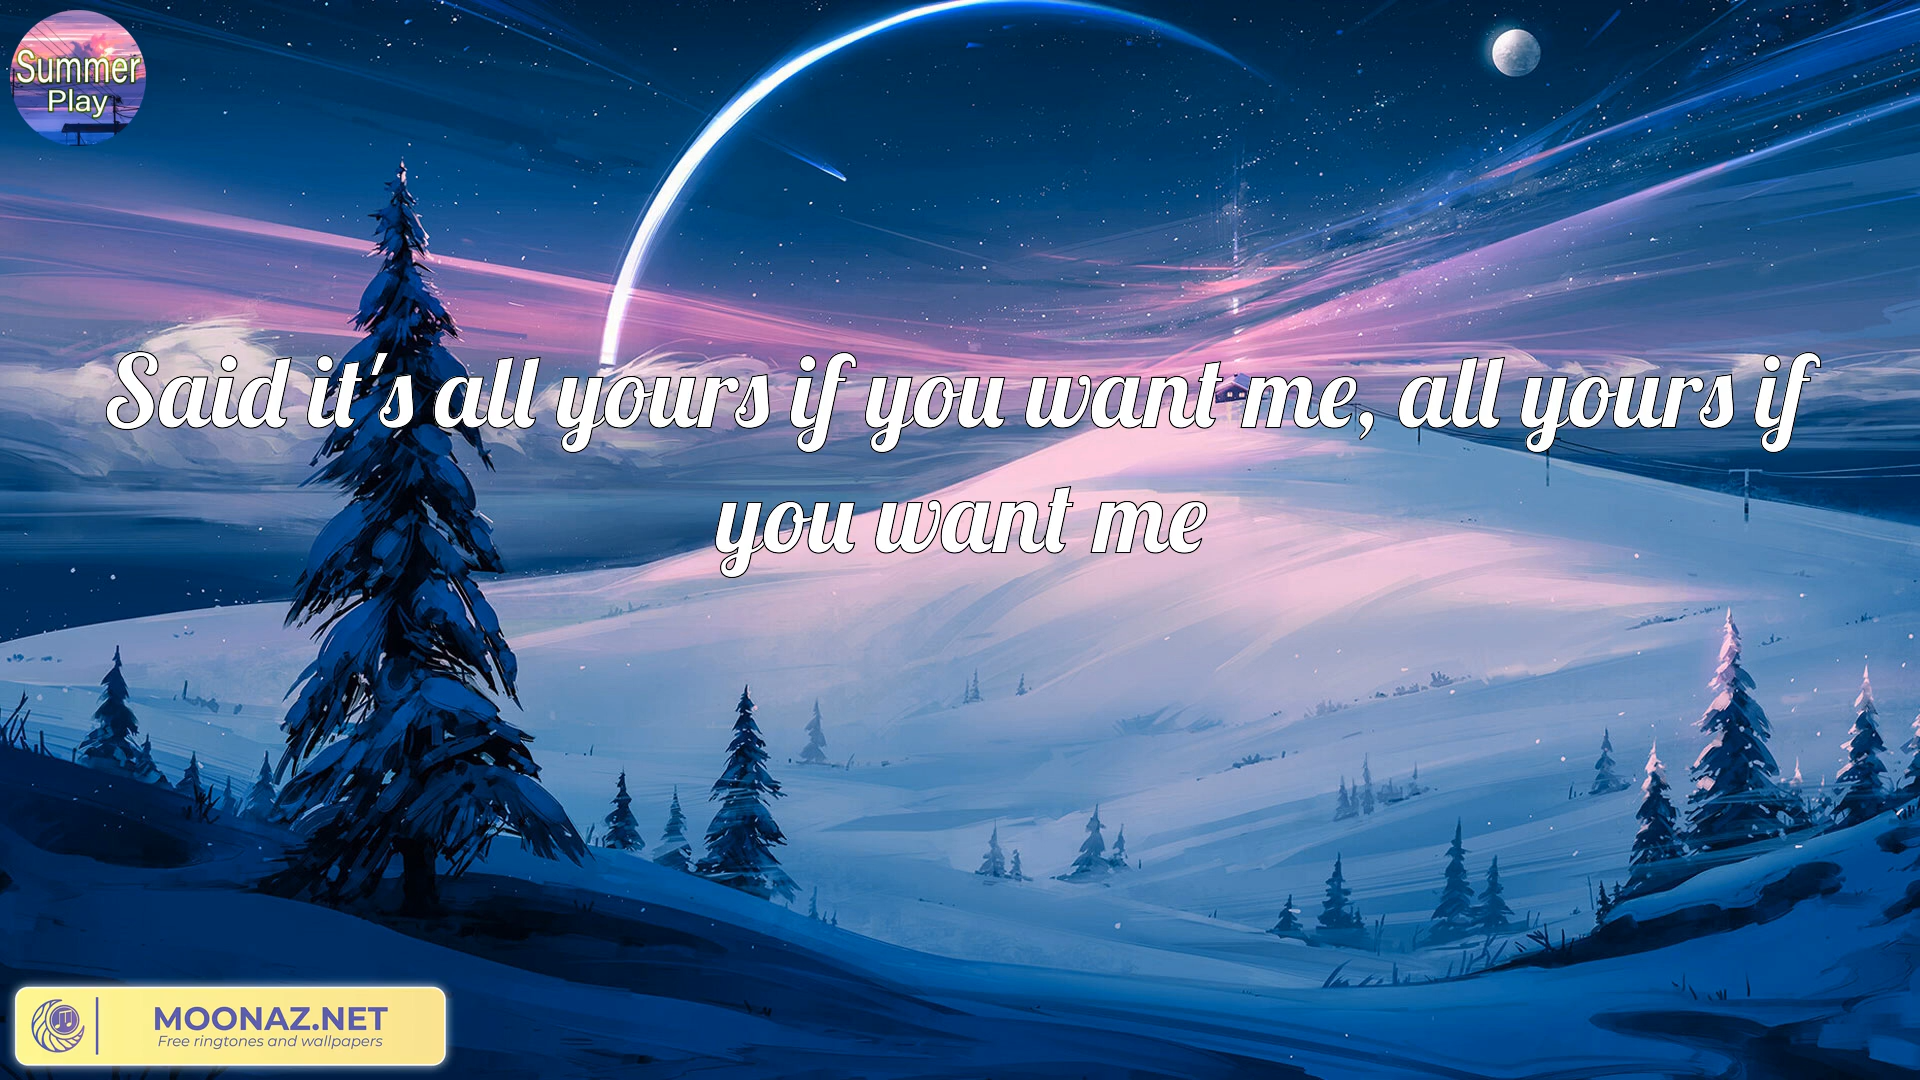 Summer
Play
Said it's all yours if you want me, all yours if
you want me
MOONAZ.NET
Free ringtones and wallpapers